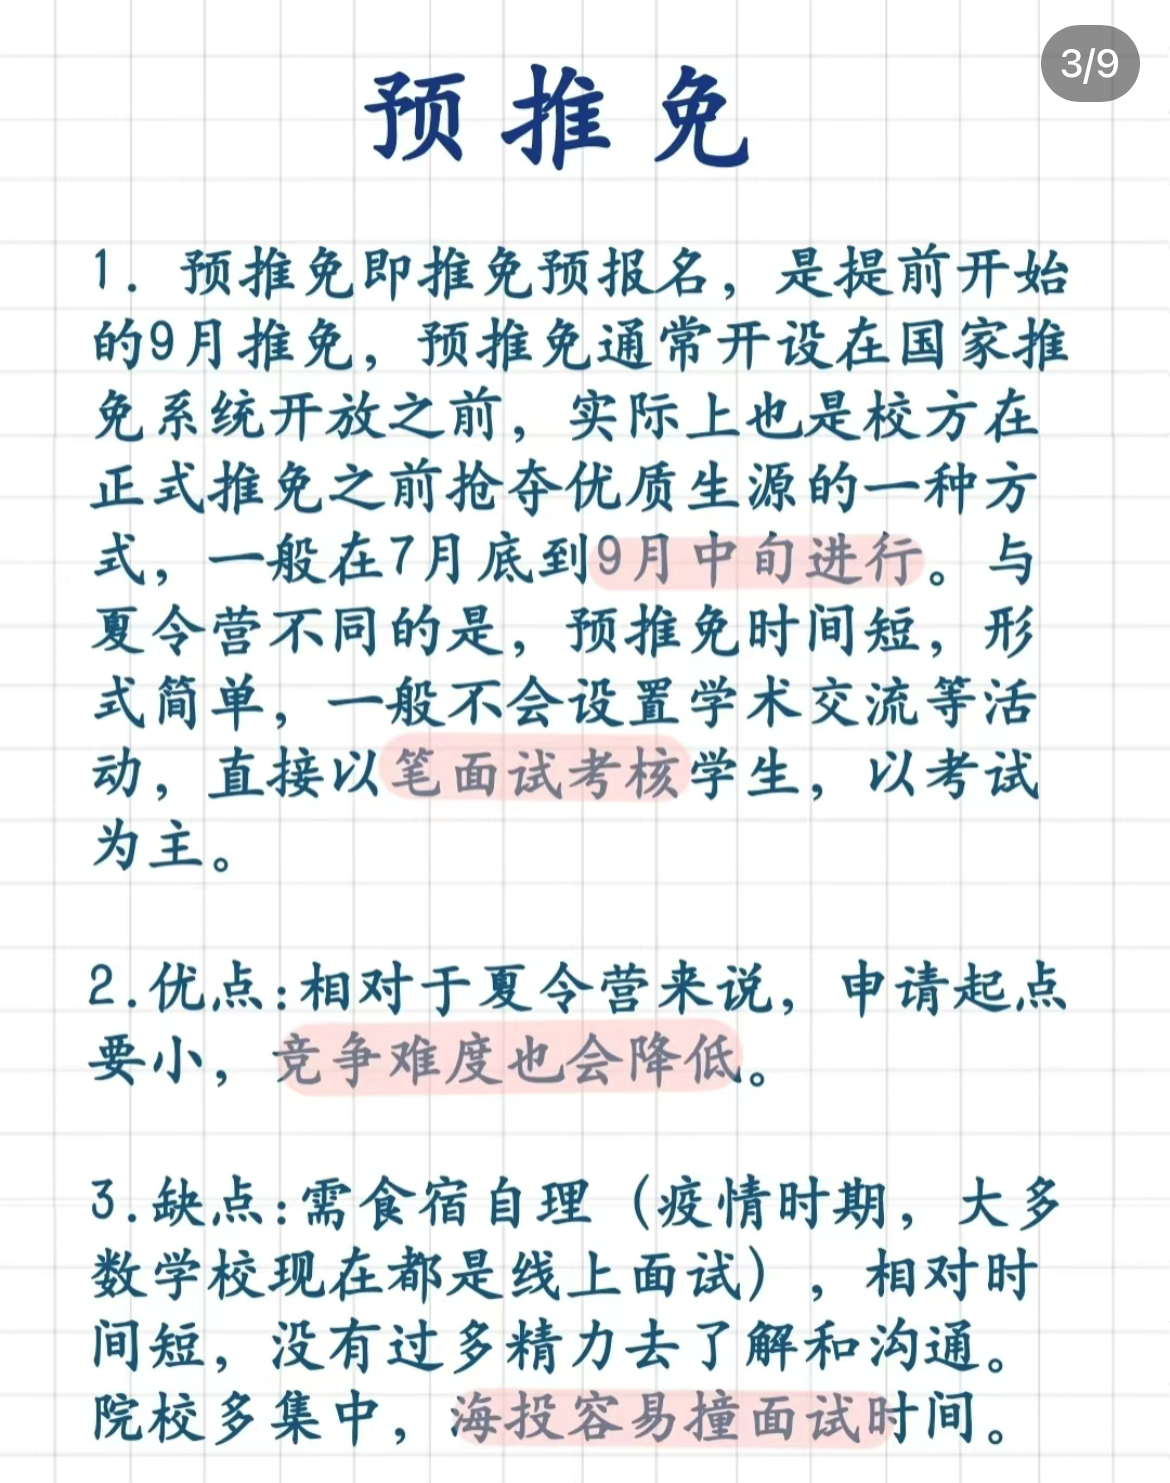 3/9
预推免
1. 预推免即推免预报名，是提前开始
的9月推免，预推免通常开设在国家推
免系统开放之前，实际上也是校方在
正式推免之前抢夺优质生源的一种方
式，一般在7月底到9月中旬进行。与
夏令营不同的是，预推免时间短，形
式简单，一般不会设置学术交流等活
动，直接以笔面试考核学生，以考试
为主。
2.优点:相对于夏令营来说，申请起点
要小，竞争难度也会降低。
3.缺点:需食宿自理（疫情时期，大多
数学校现在都是线上面试），相对时
间短，没有过多精力去了解和沟通。
院校多集中，海投容易撞面试时间。